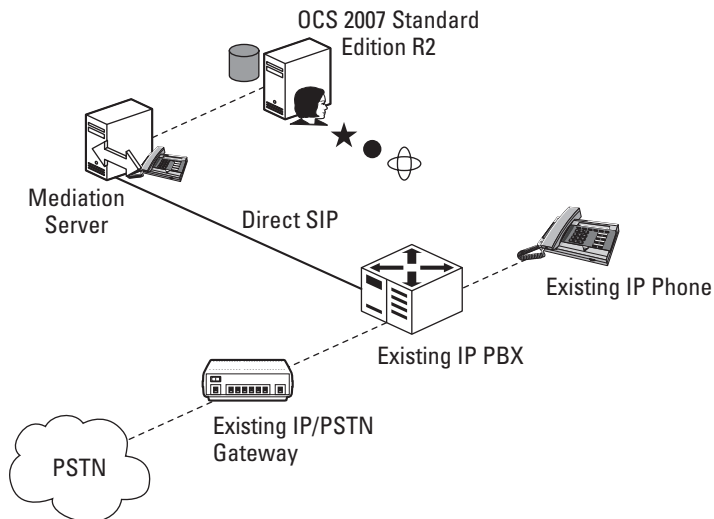 OCS 2007 Standard
Edition R2
Mediation
Server
Direct SIP
Existing IP Phone
Existing IP PBX
Existing IP/PSTN
Gateway
PSTN